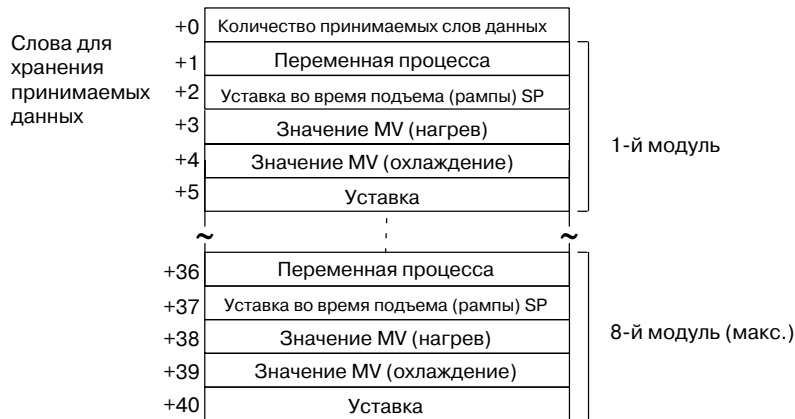 Слова для
хранения
принимаемых
данных
+0 Количество принимаемых слов данных
+1 Переменная процесса
+2 Уставка во время подъема (рампы) SP
+3 Значение MV (нагрев)
+4 Значение MV (охлаждение)
+5 Уставка
1-й модуль
~ ~
+36 Переменная процесса
+37 Уставка во время подъема (рампы) SP
+38 Значение MV (нагрев)
+39 Значение MV (охлаждение)
+40 Уставка
8-й модуль (макс.)